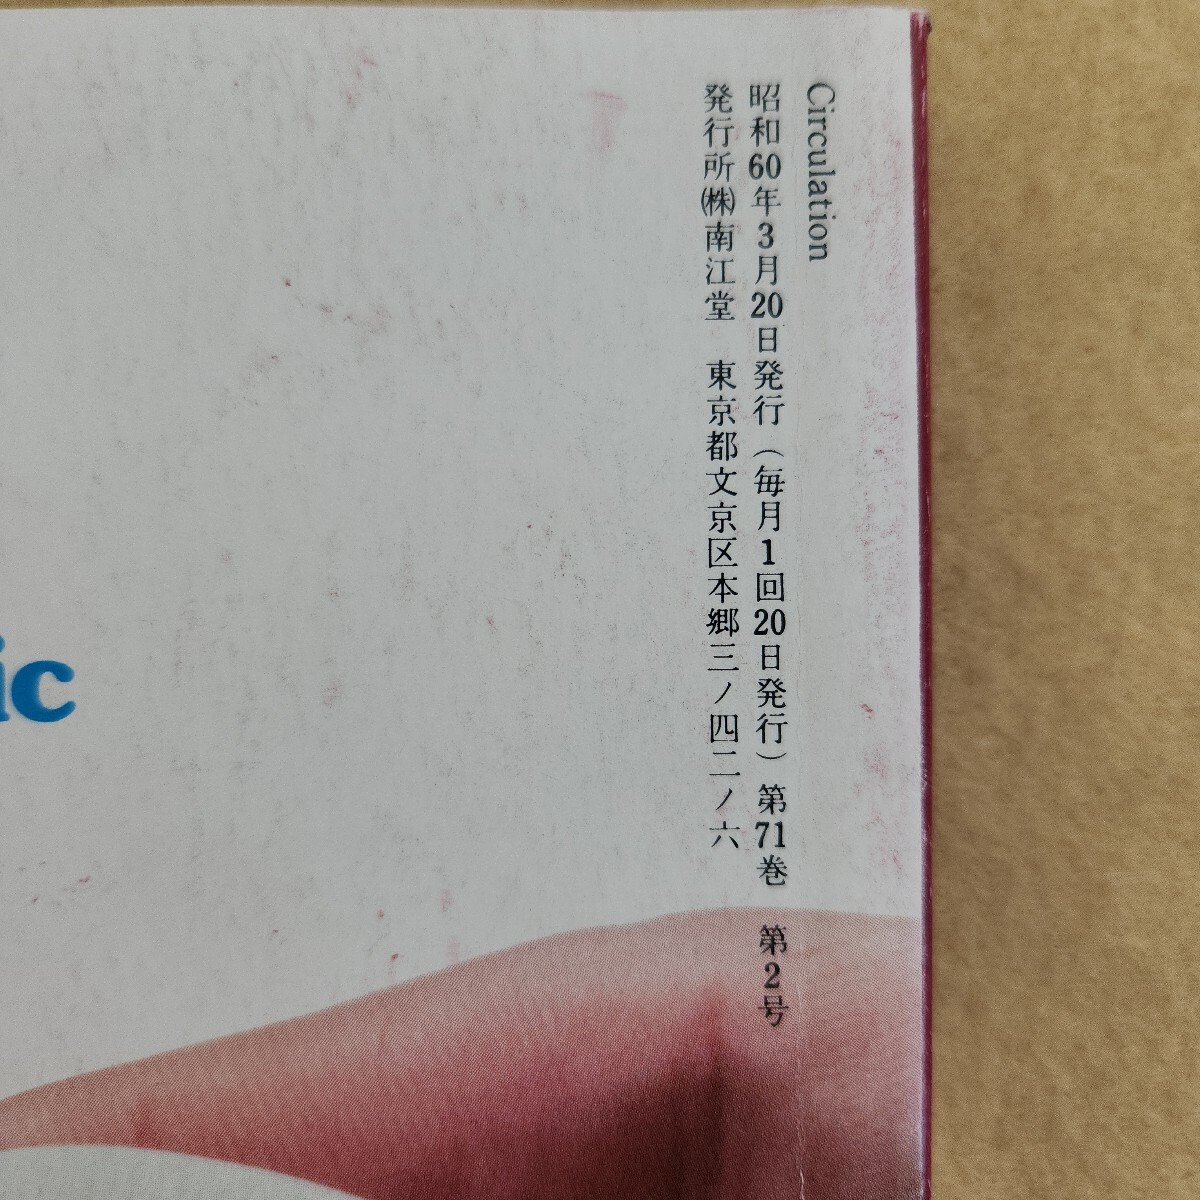 Circulation
昭和60年3月20日発行（毎月1回20日発行）第71巻 第2号
発行所㈱南江堂 東京都文京区本郷三ノ四二ノ六
ic